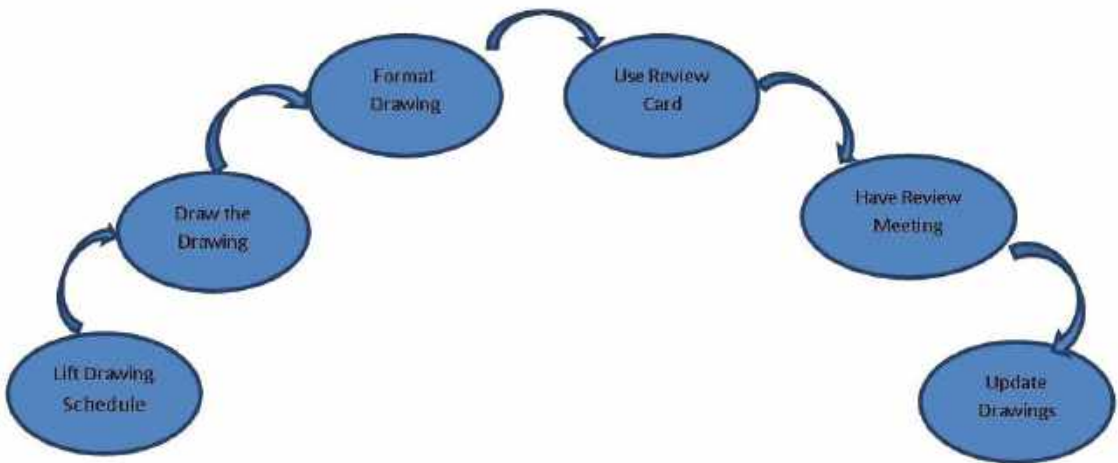 Format
Drawing
Use Review
Card
Draw the
Drawing
Have Review
Meeting
Lift Drawing
Schedule
Update
Drawings